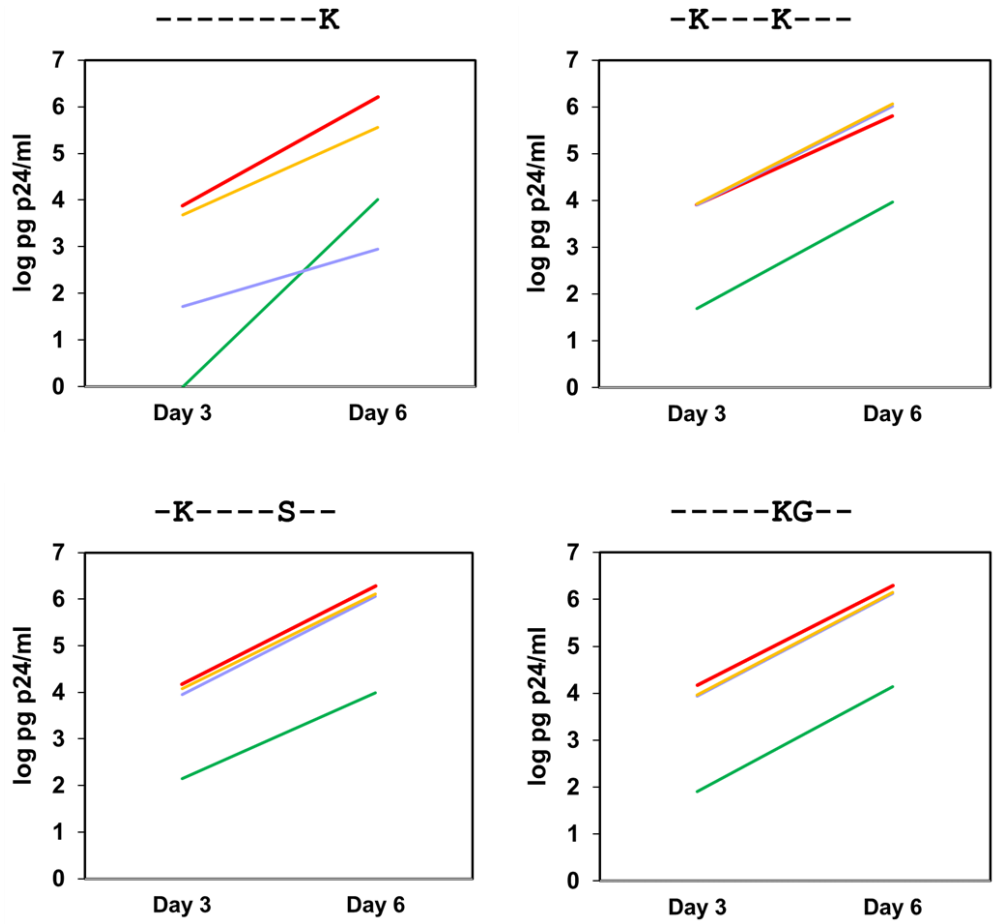 --------K
7
6
5
4
3
2
1
0
log pg p24/ml
Day 3 Day 6
-K---K---
7
6
5
4
3
2
1
0
log pg p24/ml
Day 3 Day 6
-K----S--
7
6
5
4
3
2
1
0
log pg p24/ml
Day 3 Day 6
-----KG--
7
6
5
4
3
2
1
0
log pg p24/ml
Day 3 Day 6